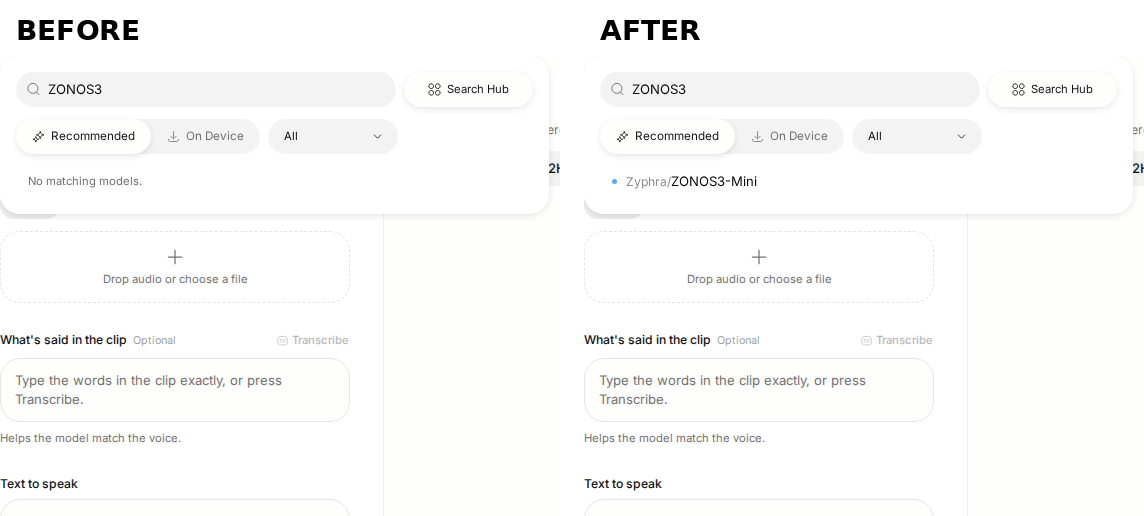 BEFORE
ZONOS3
Search Hub
Recommended
On Device
All
No matching models.
Drop audio or choose a file
What's said in the clip Optional
Transcribe
Type the words in the clip exactly, or press
Transcribe.
Helps the model match the voice.
Text to speak
AFTER
ZONOS3
Search Hub
Recommended
On Device
All
Zyphra/ZONOS3-Mini
Drop audio or choose a file
What's said in the clip Optional
Transcribe
Type the words in the clip exactly, or press
Transcribe.
Helps the model match the voice.
Text to speak